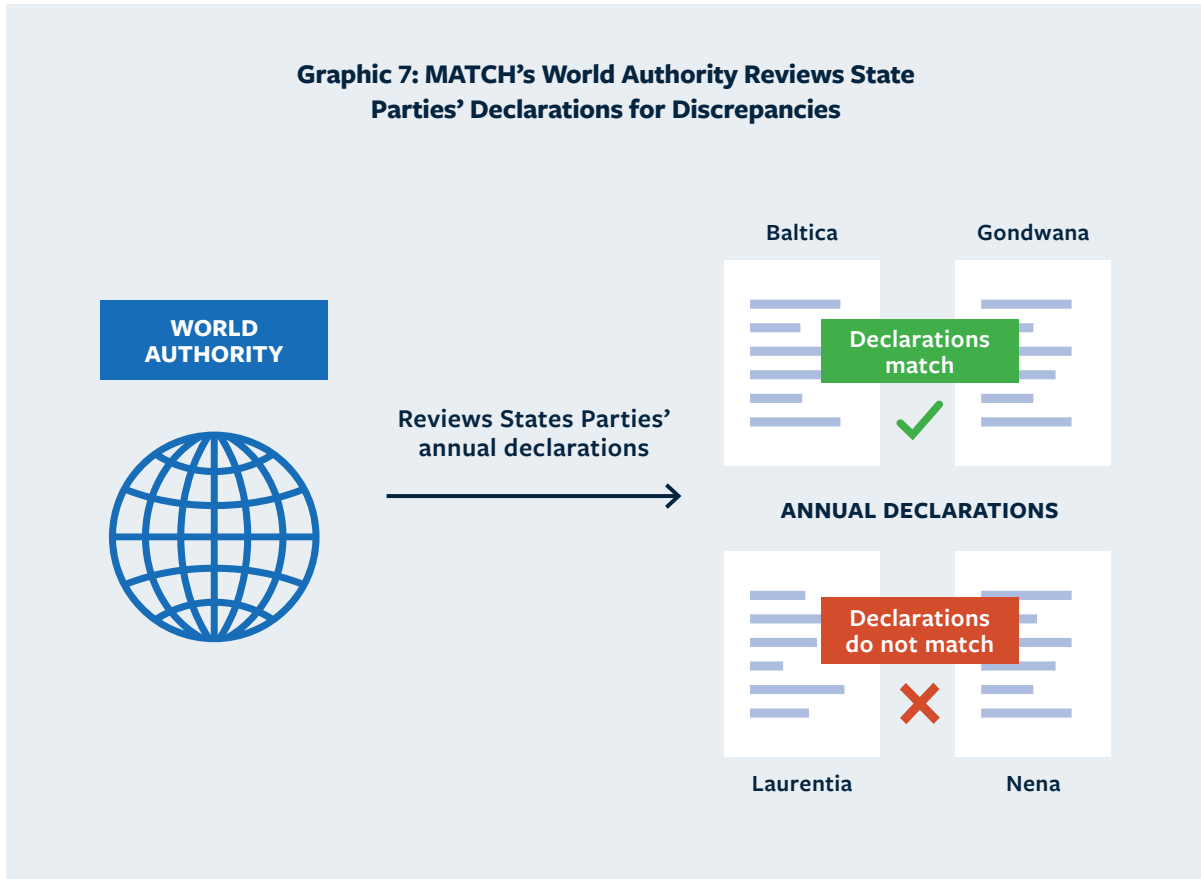 Graphic 7: MATCH’s World Authority Reviews State
Parties’ Declarations for Discrepancies
WORLD
AUTHORITY
Reviews States Parties’
annual declarations
Baltica
Gondwana
Declarations
match
ANNUAL DECLARATIONS
Declarations
do not match
Laurentia
Nena